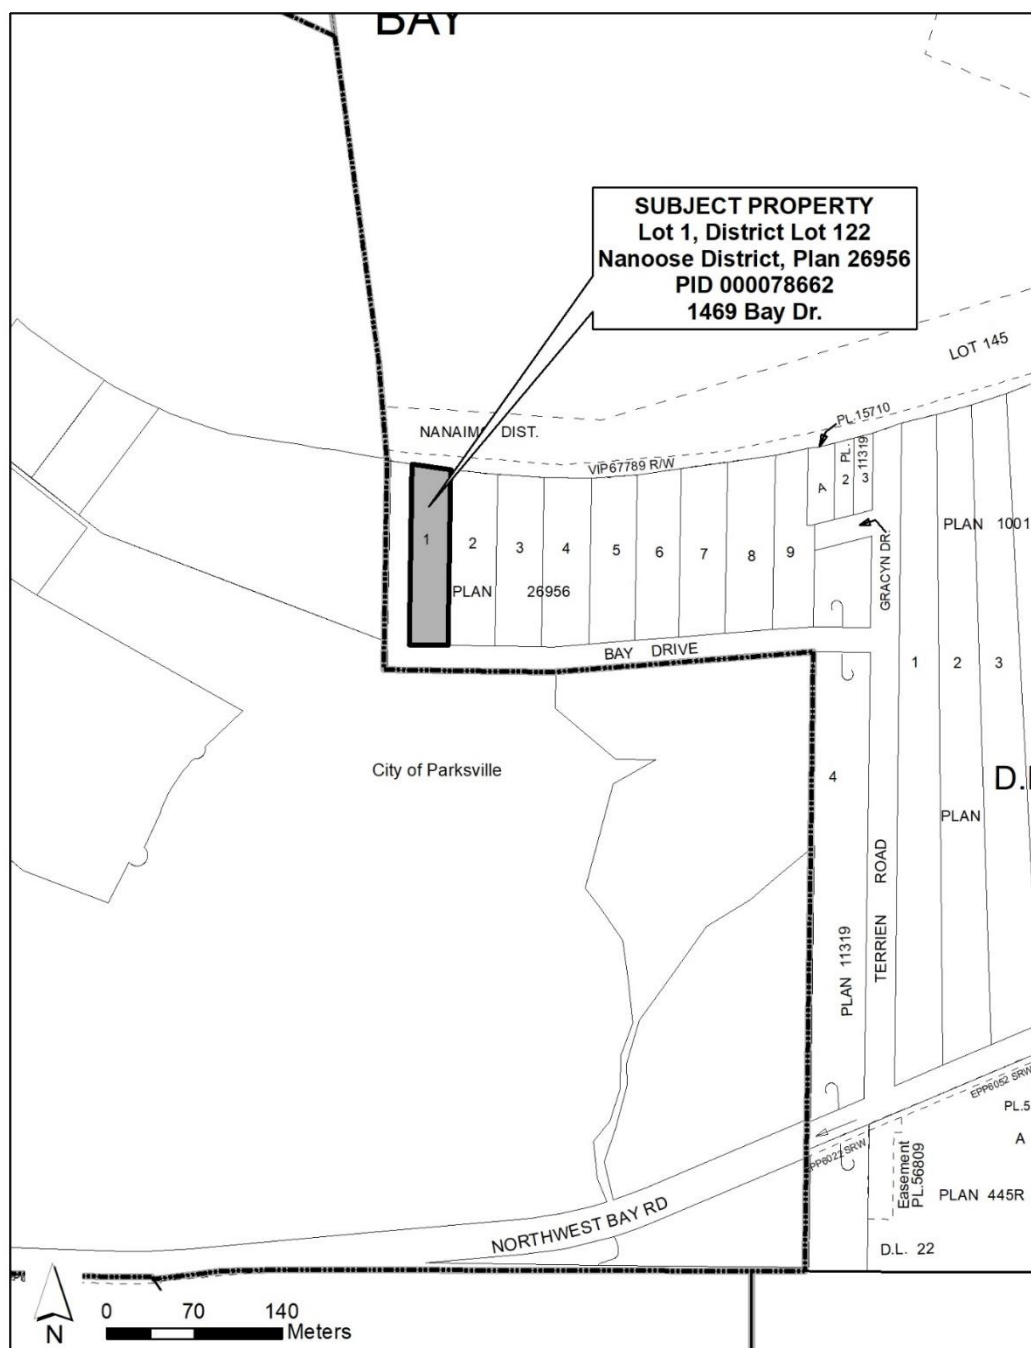 BAY
SUBJECT PROPERTY
Lot 1, District Lot 122
Nanoose District, Plan 26956
PID 000078662
1469 Bay Dr.
LOT 145
PL.15710
NANAIMO DIST.
VIP67789 R/W
PL.
11319
A
2
3
PLAN 1001
GRACYN DR.
1
2
3
4
5
6
7
8
9
PLAN 26956
BAY DRIVE
1
2
3
City of Parksville
4
D.
PLAN
TERRIEN ROAD
PLAN 11319
EPP6052 SRW
PL.5
A
EPP6022 SRW
Easement
PL.56809
PLAN 445R
NORTHWEST BAY RD
D.L. 22
N
0 70 140
Meters